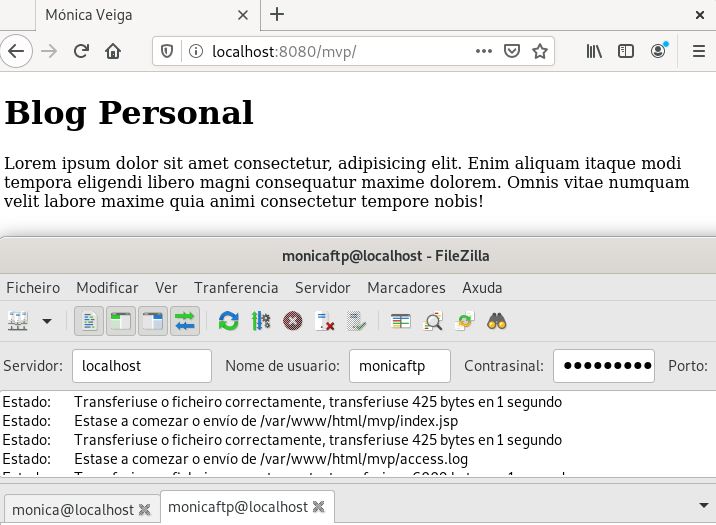 Mónica Veiga
localhost:8080/mvp/
Blog Personal
Lorem ipsum dolor sit amet consectetur, adipisicing elit. Enim aliquam itaque modi
tempora eligendi libero magni consequatur maxime dolorem. Omnis vitae numquam
velit labore maxime quia animi consectetur tempore nobis!
monicaftp@localhost - FileZilla
Ficheiro Modificar Ver Tranferencia Servidor Marcadores Axuda
Servidor: localhost Nome de usuario: monicaftp Contrasinal: ●●●●●●●●● Porto:
Estado: Transferiuse o ficheiro correctamente, transferiuse 425 bytes en 1 segundo
Estado: Estase a comezar o envío de /var/www/html/mvp/index.jsp
Estado: Transferiuse o ficheiro correctamente, transferiuse 425 bytes en 1 segundo
Estado: Estase a comezar o envío de /var/www/html/mvp/access.log
monica@localhost monicaftp@localhost